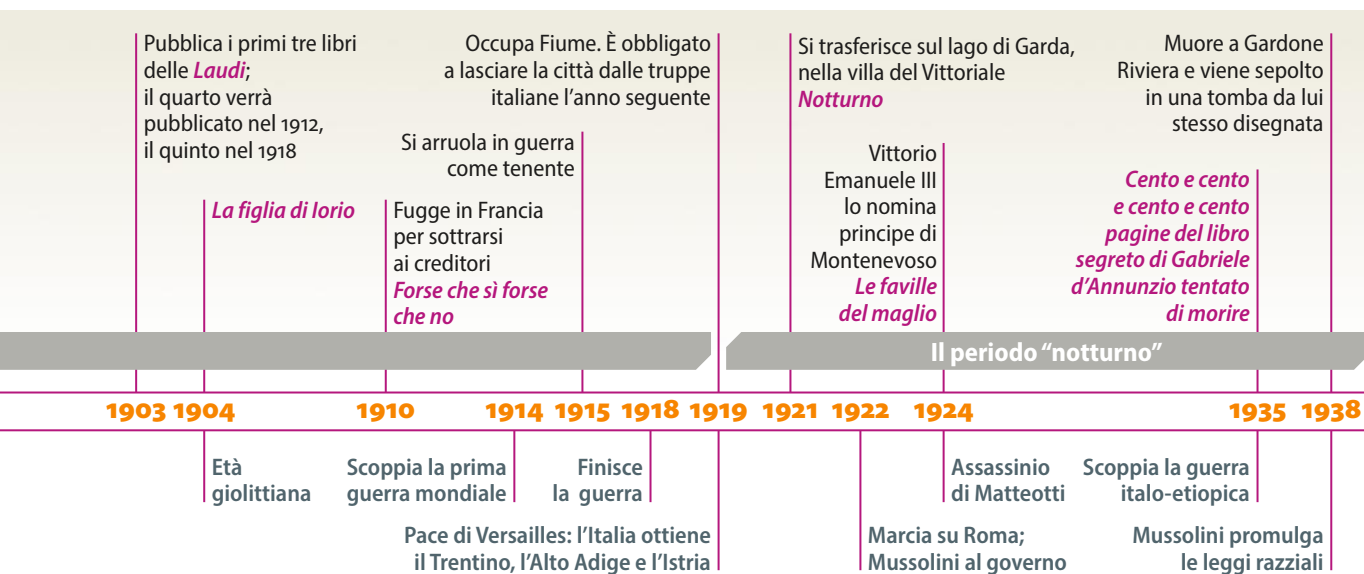 Pubblica i primi tre libri
delle Laudi;
il quarto verrà
pubblicato nel 1912,
il quinto nel 1918
La figlia di Iorio
Fugge in Francia
per sottrarsi
ai creditori
Forse che sì forse
che no
Si arruola in guerra
come tenente
Occupa Fiume. È obbligato
a lasciare la città dalle truppe
italiane l'anno seguente
Si trasferisce sul lago di Garda,
nella villa del Vittoriale
Notturno
Vittorio
Emanuele III
lo nomina
principe di
Montenevoso
Le faville
del maglio
Cento e cento
e cento e cento
pagine del libro
segreto di Gabriele
d'Annunzio tentato
di morire
Muore a Gardone
Riviera e viene sepolto
in una tomba da lui
stesso disegnata
Il periodo "notturno"
1903 1904 1910 1914 1915 1918 1919 1921 1922 1924 1935 1938
Età
giolittiana
Scoppia la prima
guerra mondiale
Finisce
la guerra
Pace di Versailles: l'Italia ottiene
il Trentino, l'Alto Adige e l'Istria
Marcia su Roma;
Mussolini al governo
Assassinio
di Matteotti
Scoppia la guerra
italo-etiopica
Mussolini promulga
le leggi razziali